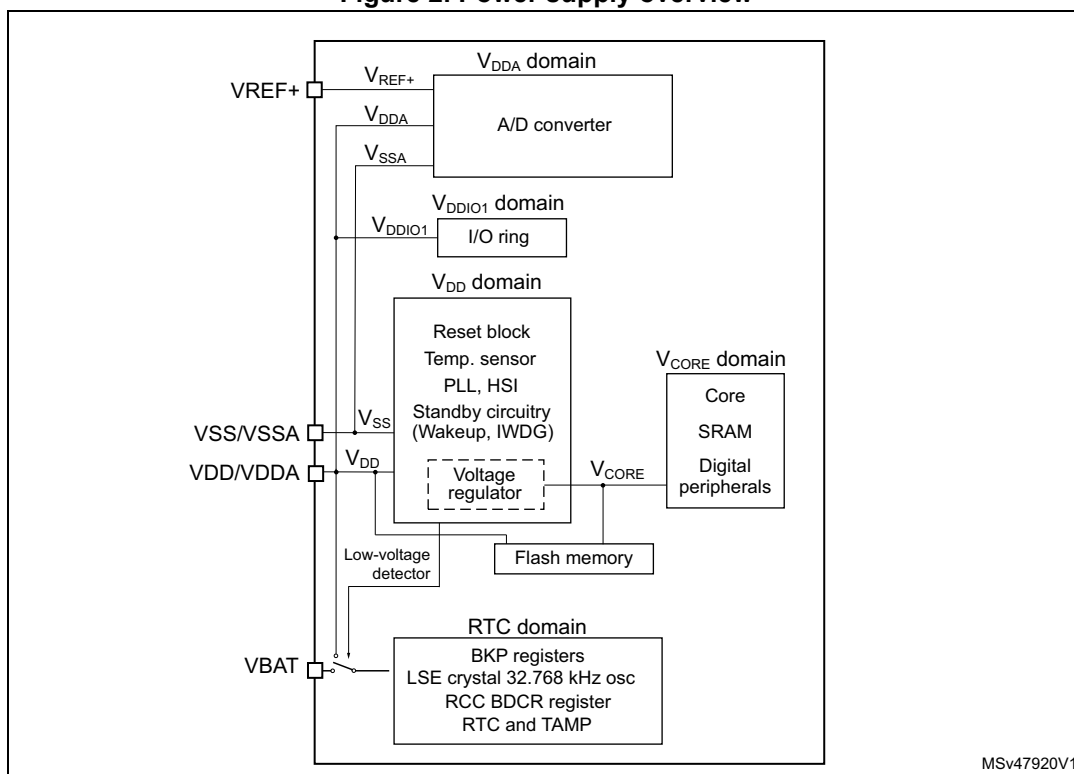 Figure 2. Power supply overview
VDDA domain
VREF+
VREF+
VDDA
A/D converter
VSSA
VDDIO1 domain
VDDIO1
I/O ring
VDD domain
Reset block
Temp. sensor
PLL, HSI
Standby circuitry
(Wakeup, IWDG)
Voltage
regulator
VSS/VSSA
VSS
VDD/VDDA
VDD
VCORE
VCORE domain
Core
SRAM
Digital
peripherals
Flash memory
Low-voltage
detector
RTC domain
VBAT
BKP registers
LSE crystal 32.768 kHz osc
RCC BDCR register
RTC and TAMP
MSv47920V1